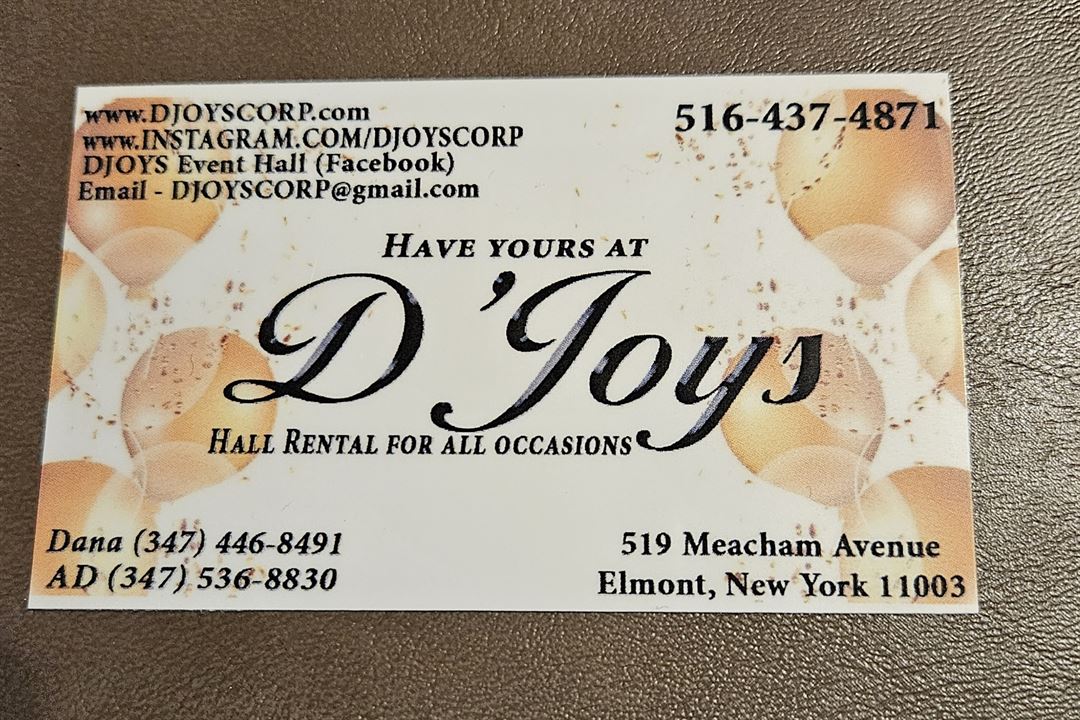 www.DJOYSCORP.com
www.INSTAGRAM.COM/DJOYSCORP
DJOYS Event Hall (Facebook)
Email - DJOYSCORP@gmail.com
516-437-4871
HAVE YOURS AT
D'Joys
HALL RENTAL FOR ALL OCCASIONS
Dana (347) 446-8491
AD (347) 536-8830
519 Meacham Avenue
Elmont, New York 11003